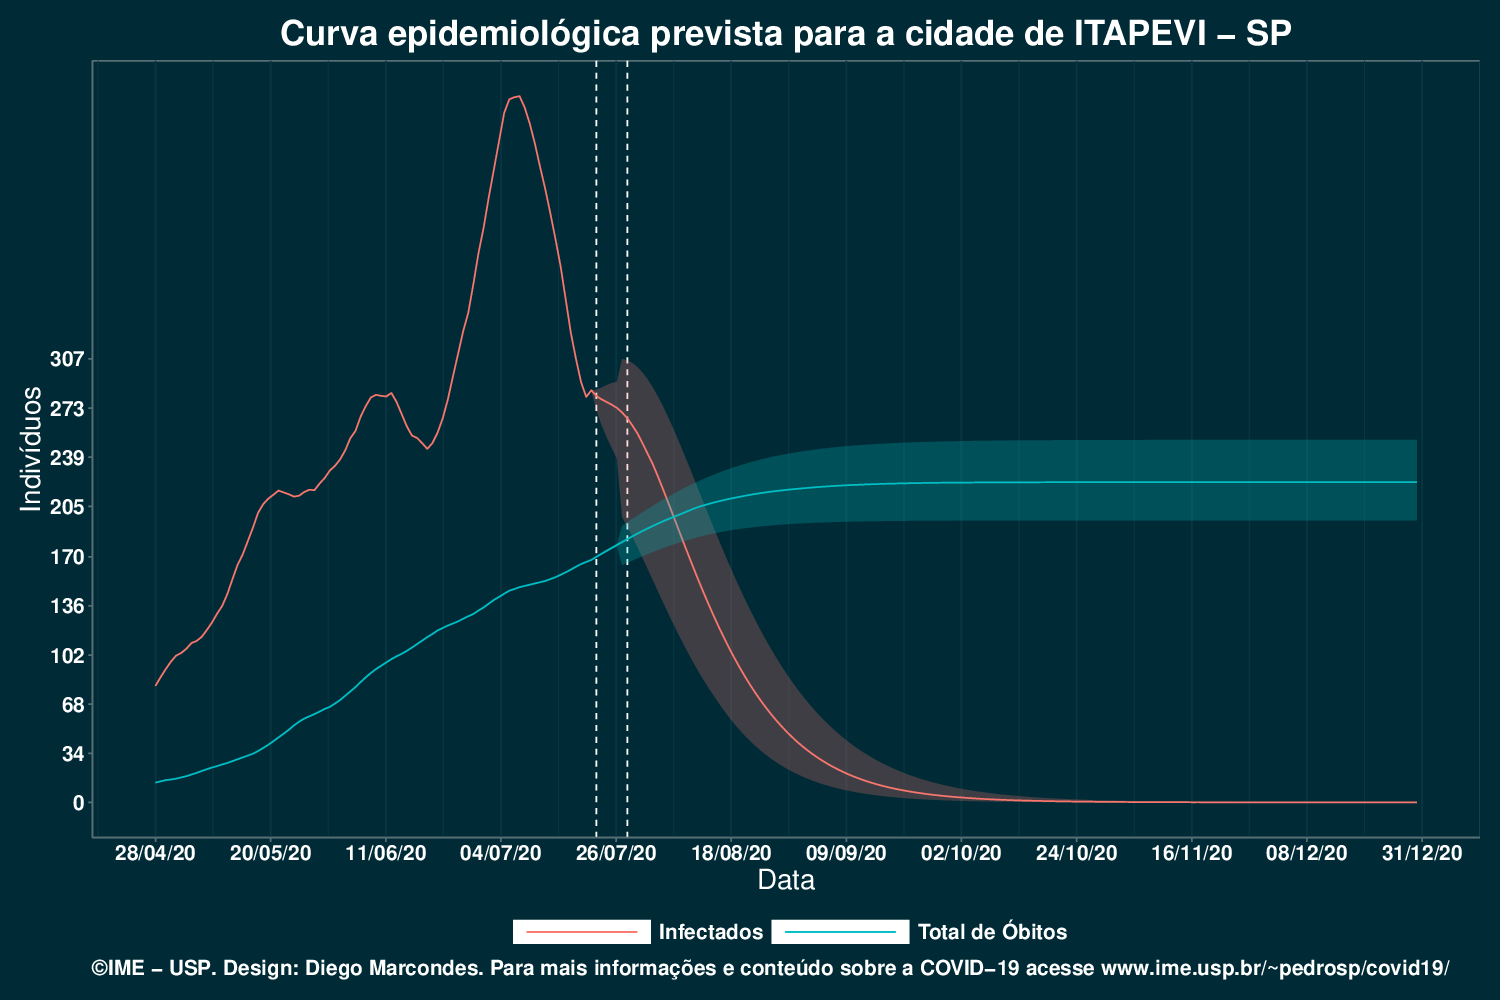 Curva epidemiológica prevista para a cidade de ITAPEVI – SP
Indivíduos
307
273
239
205
170
136
102
68
34
0
28/04/20 20/05/20 11/06/20 04/07/20 26/07/20 18/08/20 09/09/20 02/10/20 24/10/20 16/11/20 08/12/20 31/12/20
Data
Infectados Total de Óbitos
©IME – USP. Design: Diego Marcondes. Para mais informações e conteúdo sobre a COVID–19 acesse www.ime.usp.br/~pedrosp/covid19/